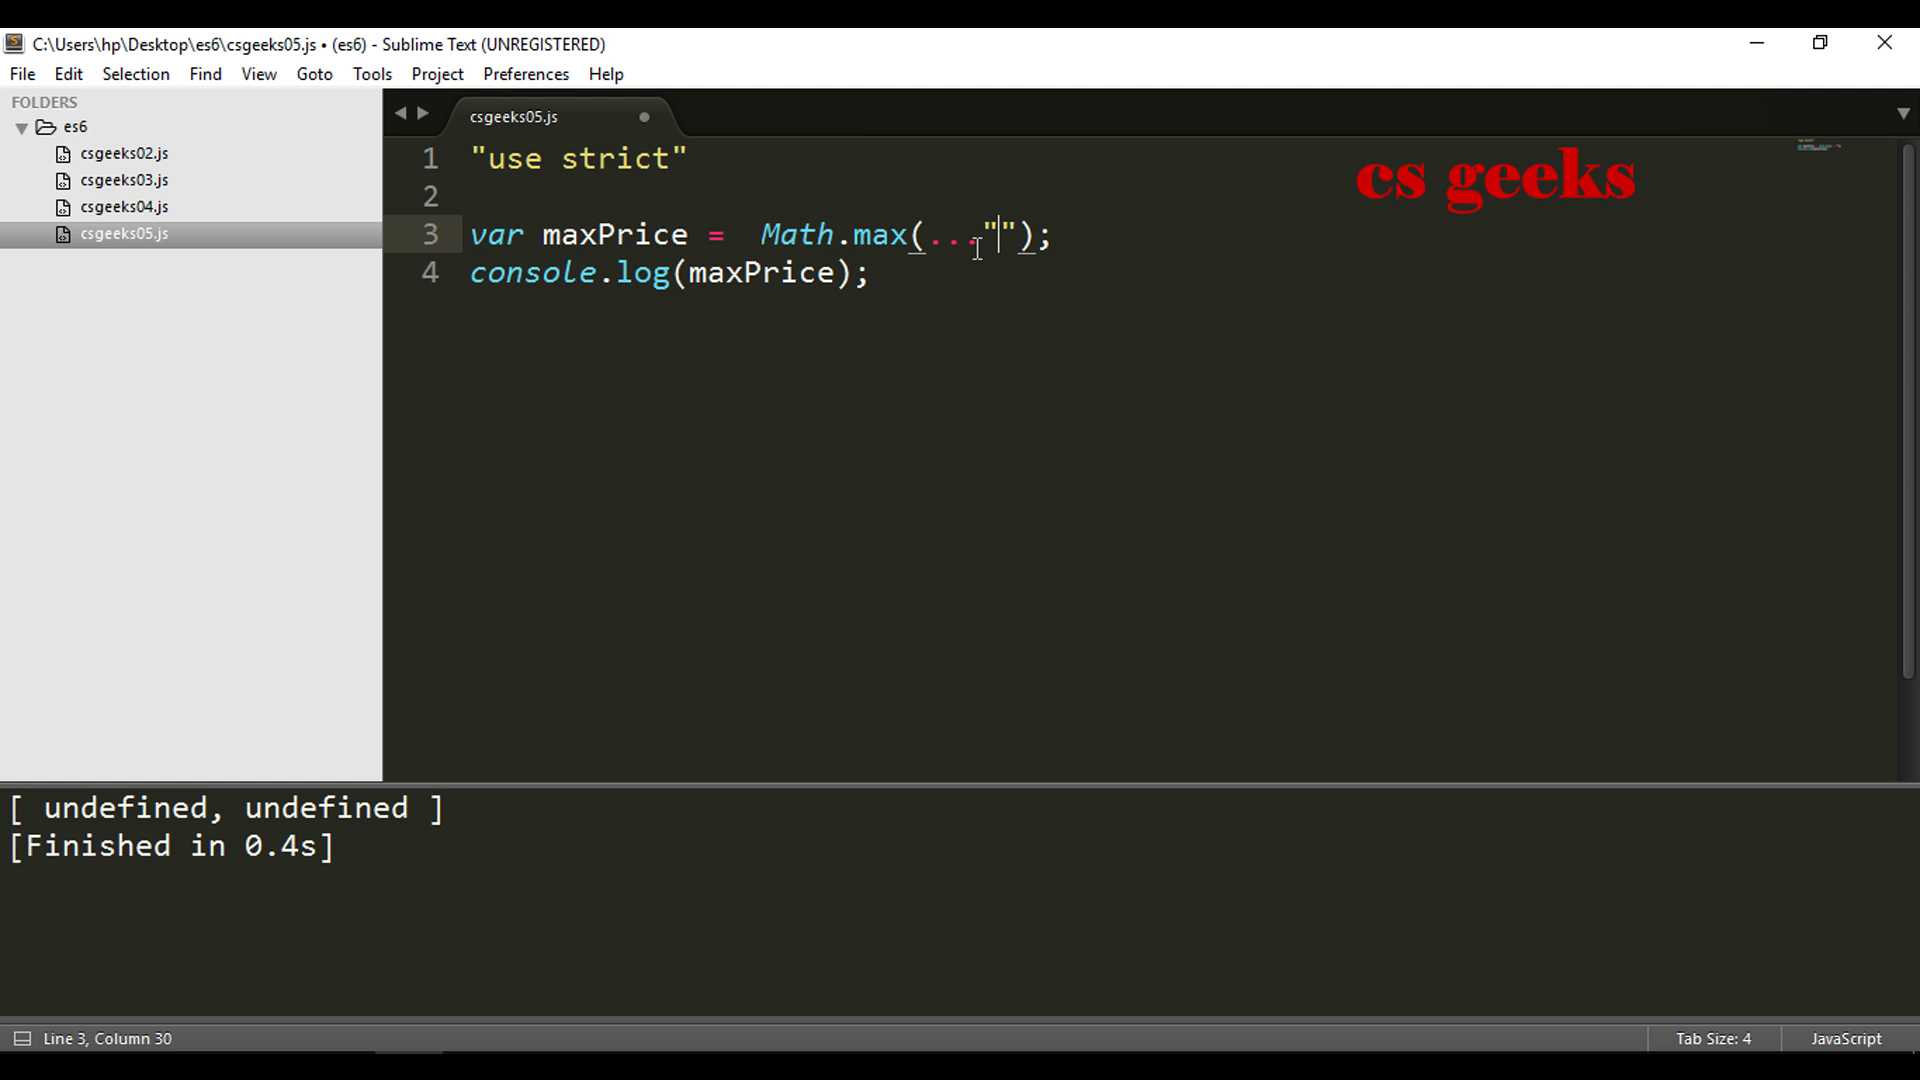 C:\Users\hp\Desktop\es6\csgeeks05.js • (es6) - Sublime Text (UNREGISTERED)
File Edit Selection Find View Goto Tools Project Preferences Help
FOLDERS
es6
csgeeks02.js
csgeeks03.js
csgeeks04.js
csgeeks05.js
csgeeks05.js
1 "use strict"
cs geeks
2
3 var maxPrice =  Math.max(..."");
4 console.log(maxPrice);
[ undefined, undefined ]
[Finished in 0.4s]
Line 3, Column 30 Tab Size: 4 JavaScript